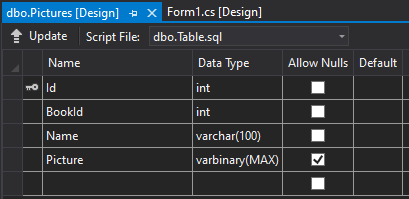 dbo.Pictures [Design] Form1.cs [Design]
Update Script File: dbo.Table.sql
Name Data Type Allow Nulls Default
Id int
BookId int
Name varchar(100)
Picture varbinary(MAX)